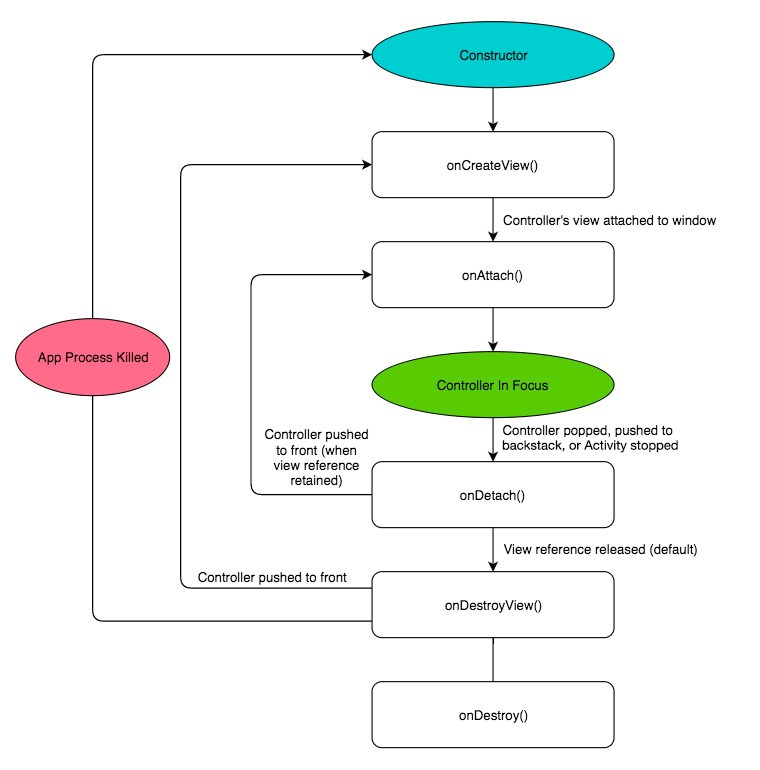 Constructor
onCreateView()
Controller's view attached to window
onAttach()
App Process Killed
Controller In Focus
Controller popped, pushed to
backstack, or Activity stopped
Controller pushed
to front (when
view reference
retained)
onDetach()
View reference released (default)
Controller pushed to front
onDestroyView()
onDestroy()